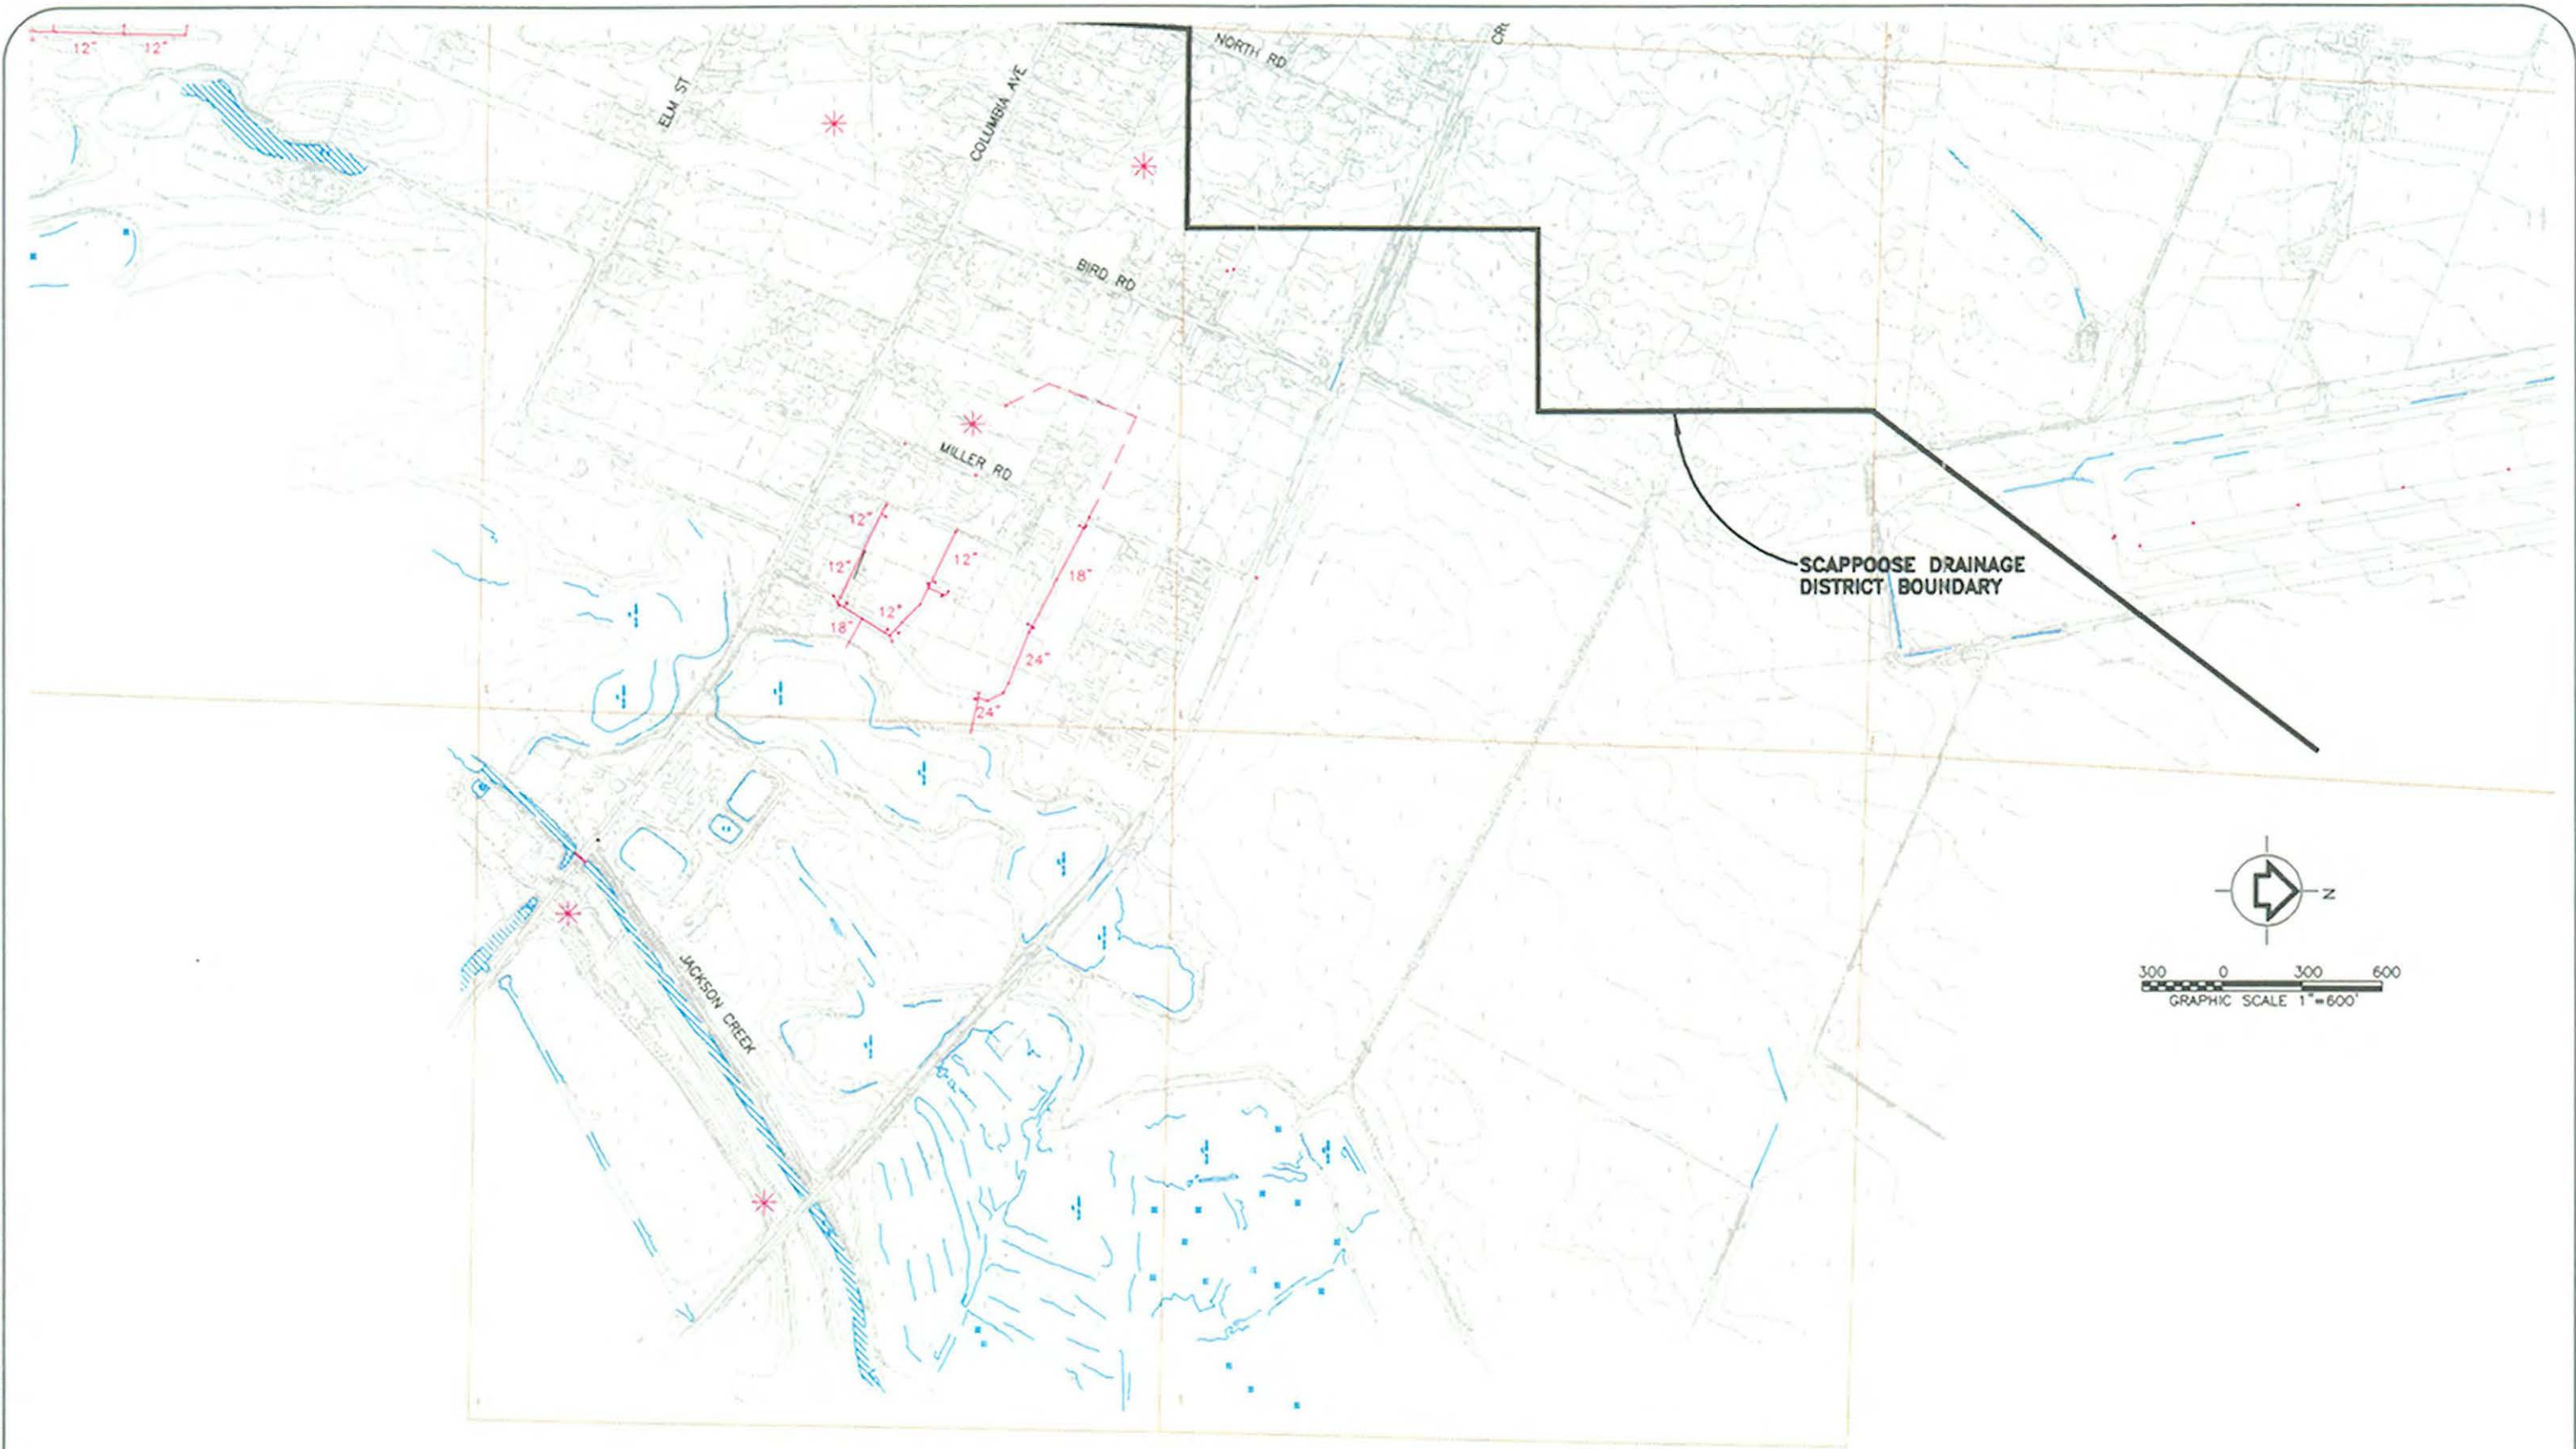 12"
12"
ELM ST
COLUMBIA AVE
NORTH RD
BIRD RD
MILLER RD
12"
12"
12"
12"
18"
18"
24"
24"
SCAPPOOSE DRAINAGE
DISTRICT BOUNDARY
JACKSON CREEK
N
300 0 300 600
GRAPHIC SCALE 1"=600'